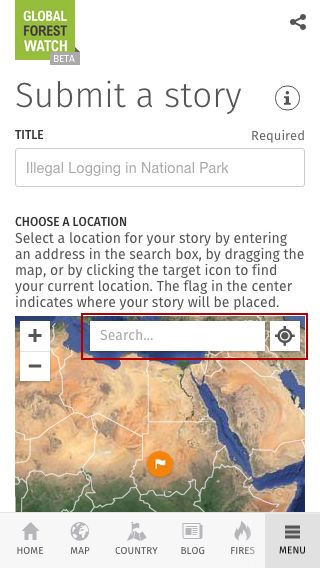 GLOBAL
FOREST
WATCH
BETA
Submit a story
TITLE
Required
Illegal Logging in National Park
CHOOSE A LOCATION
Select a location for your story by entering
an address in the search box, by dragging the
map, or by clicking the target icon to find
your current location. The flag in the center
indicates where your story will be placed.
+
Search...
−
HOME
MAP
COUNTRY
BLOG
FIRES
MENU